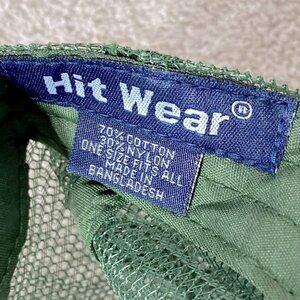 Hit Wear®
70% COTTON
30% NYLON
ONE SIZE FITS ALL
MADE IN
BANGLADESH